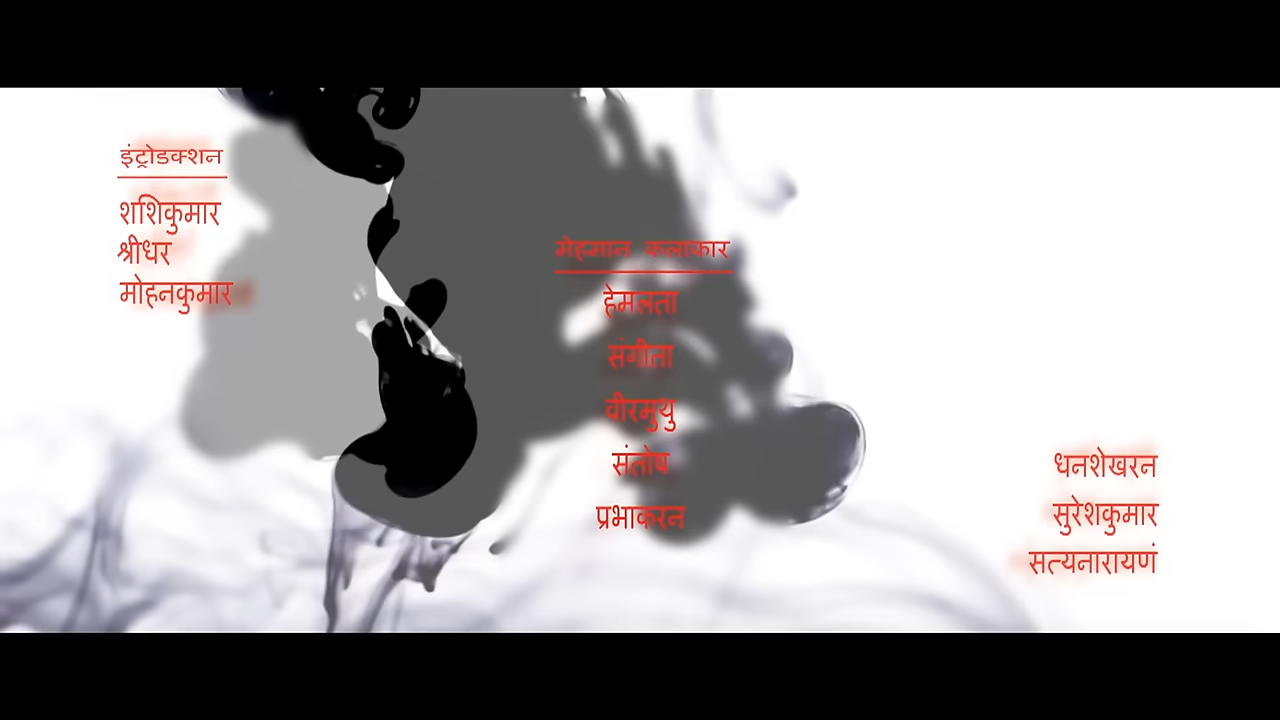 इंट्रोडक्शन
शशिकुमार
श्रीधर
मोहनकुमार
मेहमान कलाकार
हेमलता
संगीता
वीरमुथु
संतोष
प्रभाकरन
धनशेखरन
सुरेशकुमार
सत्यनारायणं